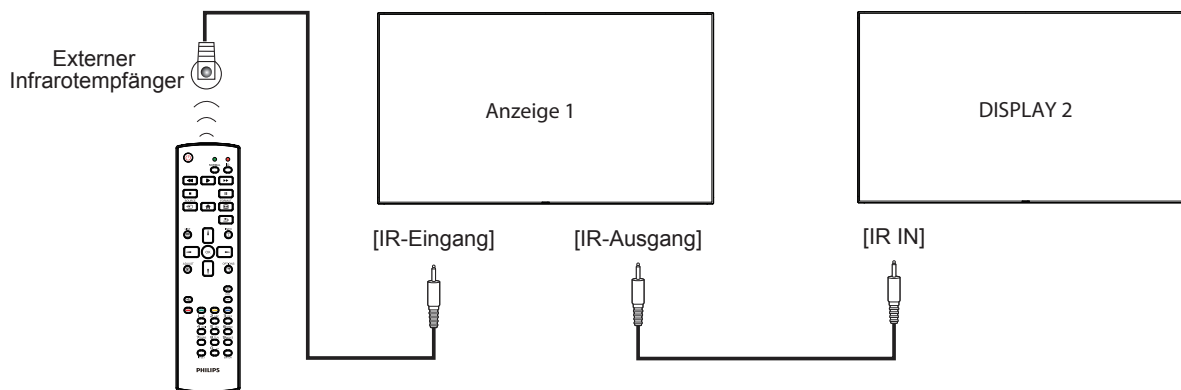 Externer
Infrarotempfänger
Anzeige 1
DISPLAY 2
[IR-Eingang]
[IR-Ausgang]
[IR IN]
PHILIPS